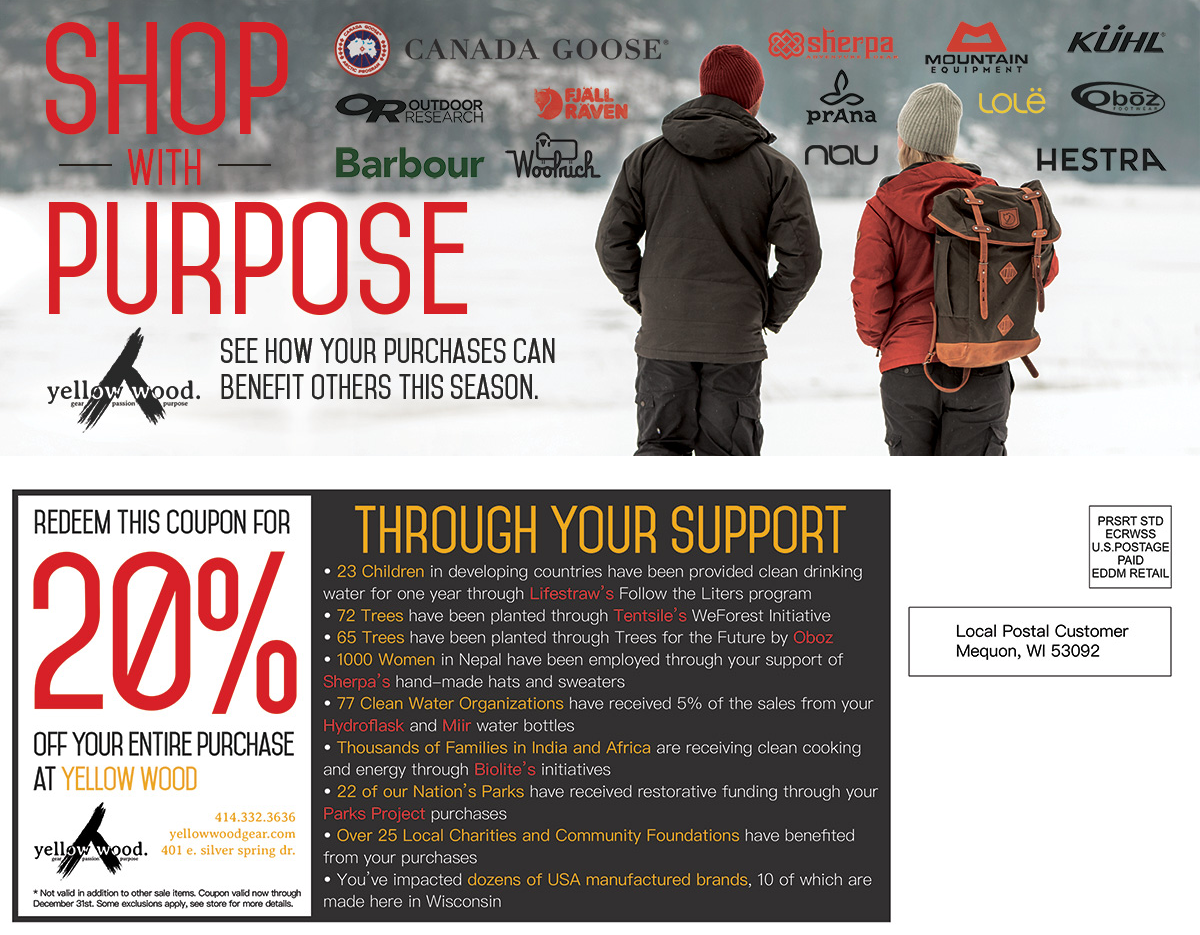 SHOP
WITH
PURPOSE
CANADA GOOSE
ARCTIC PROGRAM
CANADA GOOSE®
OR OUTDOOR
RESEARCH
FJÄLL
RÄVEN
Barbour
Woolrich
sherpa
ADVENTURE GEAR
MOUNTAIN
EQUIPMENT
KÜHL®
prAna
LOLË
Obōz
FOOTWEAR
nau
HESTRA
yellow wood.
gear passion purpose
SEE HOW YOUR PURCHASES CAN
BENEFIT OTHERS THIS SEASON.
REDEEM THIS COUPON FOR
20%
OFF YOUR ENTIRE PURCHASE
AT YELLOW WOOD
yellow wood.
gear passion purpose
414.332.3636
yellowwoodgear.com
401 e. silver spring dr.
* Not valid in addition to other sale items. Coupon valid now through
December 31st. Some exclusions apply, see store for more details.
THROUGH YOUR SUPPORT
• 23 Children in developing countries have been provided clean drinking
water for one year through Lifestraw's Follow the Liters program
• 72 Trees have been planted through Tentsile's WeForest Initiative
• 65 Trees have been planted through Trees for the Future by Oboz
• 1000 Women in Nepal have been employed through your support of
Sherpa's hand-made hats and sweaters
• 77 Clean Water Organizations have received 5% of the sales from your
Hydroflask and Miir water bottles
• Thousands of Families in India and Africa are receiving clean cooking
and energy through Biolite's initiatives
• 22 of our Nation's Parks have received restorative funding through your
Parks Project purchases
• Over 25 Local Charities and Community Foundations have benefited
from your purchases
• You've impacted dozens of USA manufactured brands, 10 of which are
made here in Wisconsin
PRSRT STD
ECRWSS
U.S.POSTAGE
PAID
EDDM RETAIL
Local Postal Customer
Mequon, WI 53092